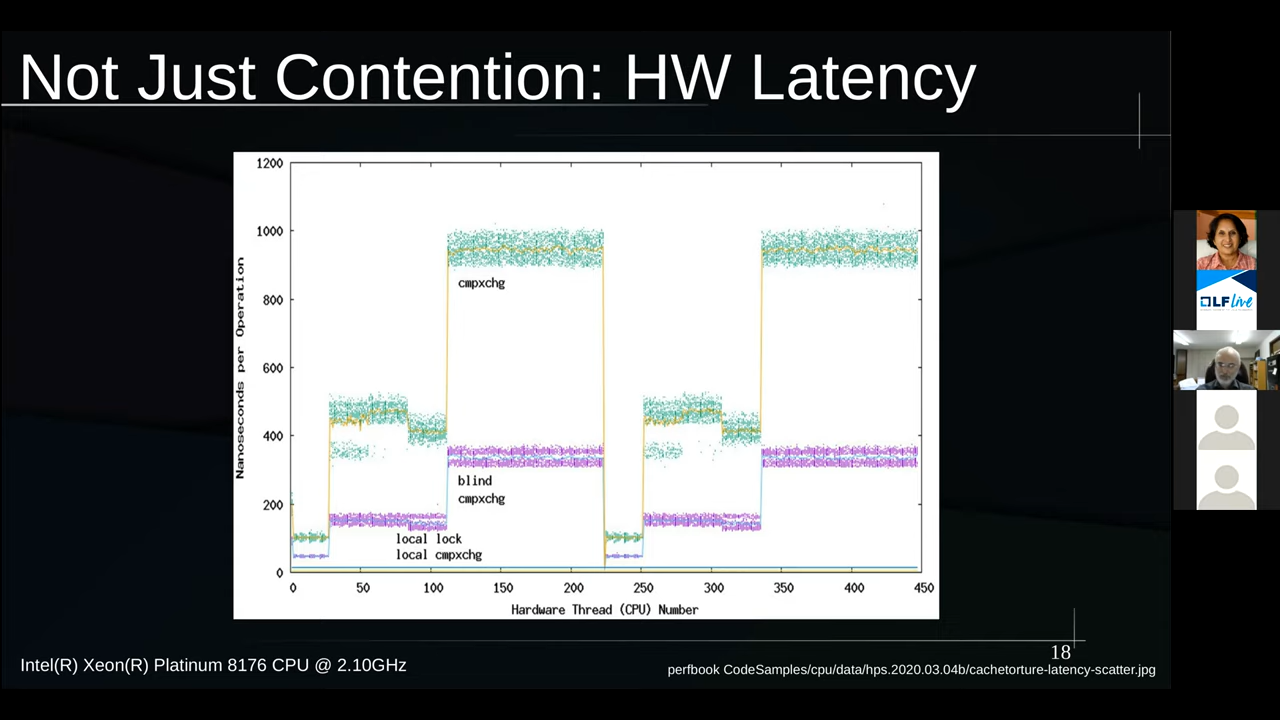 Not Just Contention: HW Latency
1200
1000
800
600
400
200
0
Nanoseconds per Operation
cmpxchg
blind
cmpxchg
local lock
local cmpxchg
0 50 100 150 200 250 300 350 400 450
Hardware Thread (CPU) Number
LF Live
18
Intel(R) Xeon(R) Platinum 8176 CPU @ 2.10GHz
perfbook CodeSamples/cpu/data/hps.2020.03.04b/cachetorture-latency-scatter.jpg